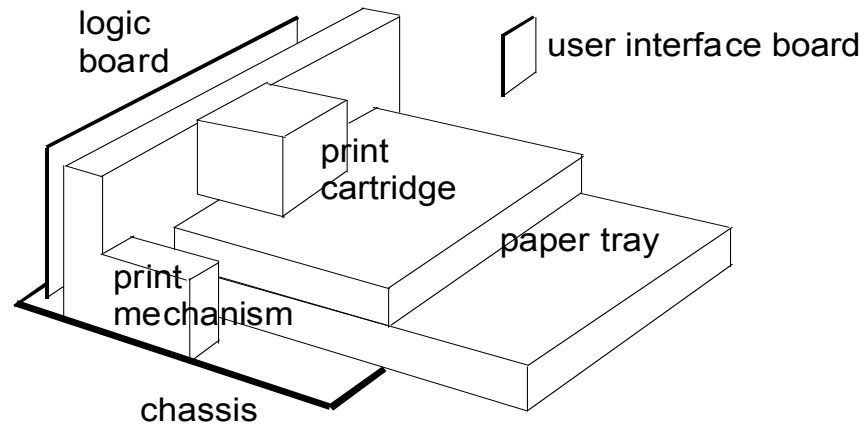 logic
board
user interface board
print
cartridge
paper tray
print
mechanism
chassis